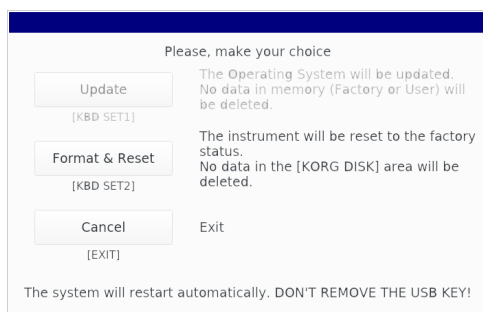 Please, make your choice
Update
[KBD SET1]
The Operating System will be updated.
No data in memory (Factory or User) will
be deleted.
Format & Reset
[KBD SET2]
The instrument will be reset to the factory
status.
No data in the [KORG DISK] area will be
deleted.
Cancel
[EXIT]
Exit
The system will restart automatically. DON'T REMOVE THE USB KEY!